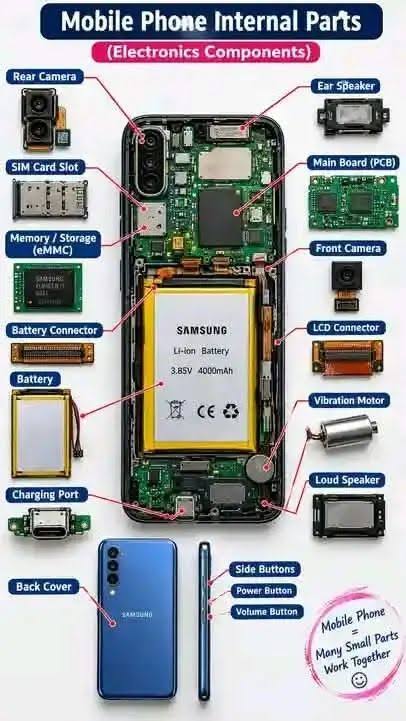 Mobile Phone Internal Parts
(Electronics Components)
Rear Camera
Ear Speaker
SIM Card Slot
Main Board (PCB)
Memory / Storage
(eMMC)
Front Camera
SAMSUNG
Battery Connector
SAMSUNG
Li-ion Battery
3.85V 4000mAh
CE
LCD Connector
Battery
Vibration Motor
Charging Port
Loud Speaker
Back Cover
SAMSUNG
Side Buttons
Power Button
Volume Button
Mobile Phone
=
Many Small Parts
Work Together